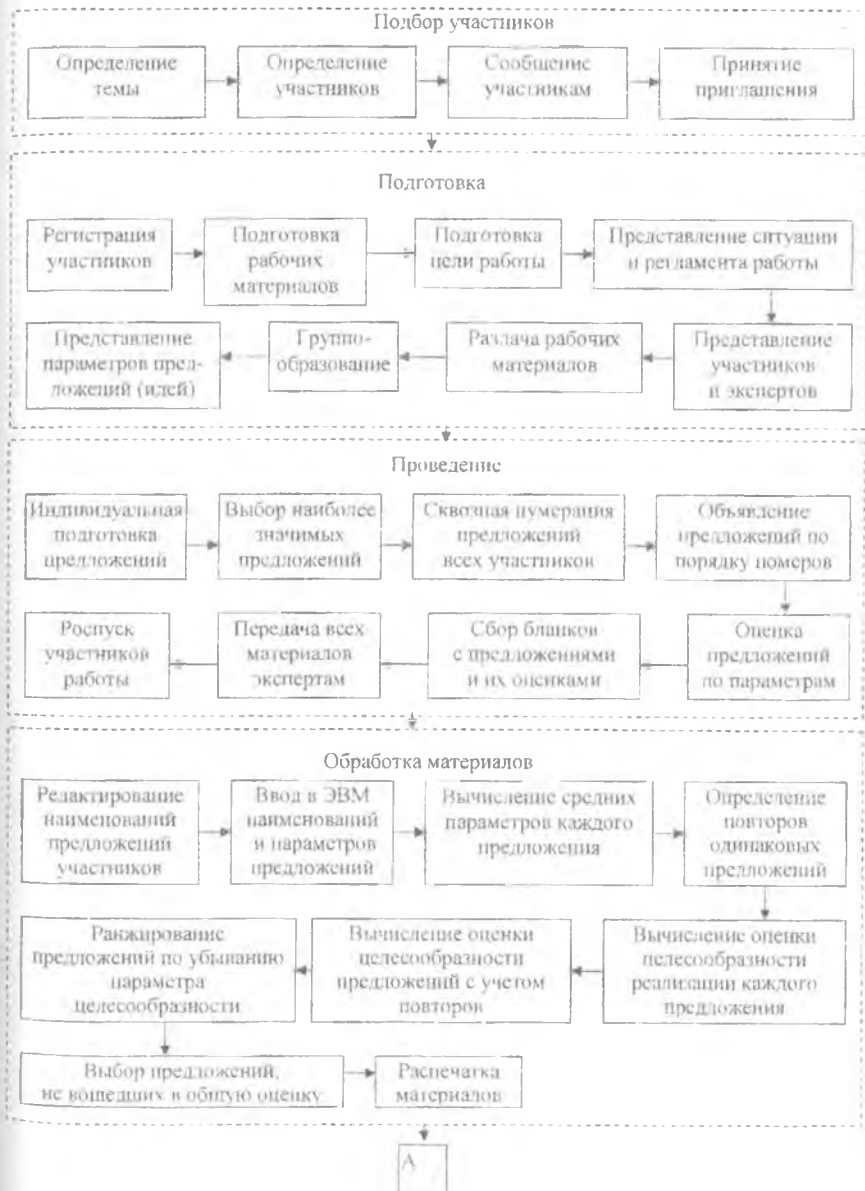 Подбор участников
Определение
темы
Определение
участников
Сообщение
участникам
Принятие
приглашения
Подготовка
Регистрация
участников
Подготовка
рабочих
материалов
Подготовка
цели работы
Представление ситуации
и регламента работы
Представление
участников
и экспертов
Раздача рабочих
материалов
Группо-
образование
Представление
параметров пред-
ложений (идей)
Проведение
Индивидуальная
подготовка
предложений
Выбор наиболее
значимых
предложений
Сквозная нумерация
предложений
всех участников
Объявление
предложений по
порядку номеров
Оценка
предложений
по параметрам
Сбор бланков
с предложениями
и их оценками
Передача всех
материалов
экспертам
Роспуск
участников
работы
Обработка материалов
Редактирование
наименований
предложений
участников
Ввод в ЭВМ
наименований
и параметров
предложений
Вычисление средних
параметров каждого
предложения
Определение
повторов
одинаковых
предложений
Вычисление оценки
целесообразности
реализации каждого
предложения
Вычисление оценки
целесообразности
предложений с учетом
повторов
Ранжирование
предложений по убыванию
параметра
целесообразности
Выбор предложений,
не вошедших в общую оценку
Распечатка
материалов
А